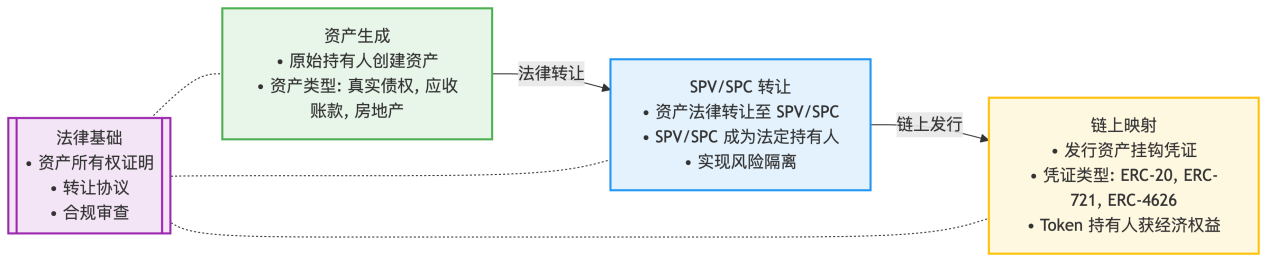 资产生成
• 原始持有人创建资产
• 资产类型: 真实债权, 应收
账款, 房地产
法律转让
SPV/SPC 转让
• 资产法律转让至 SPV/SPC
• SPV/SPC 成为法定持有人
• 实现风险隔离
链上发行
链上映射
• 发行资产挂钩凭证
• 凭证类型: ERC-20, ERC-
721, ERC-4626
• Token 持有人获经济权益
法律基础
• 资产所有权证明
• 转让协议
• 合规审查